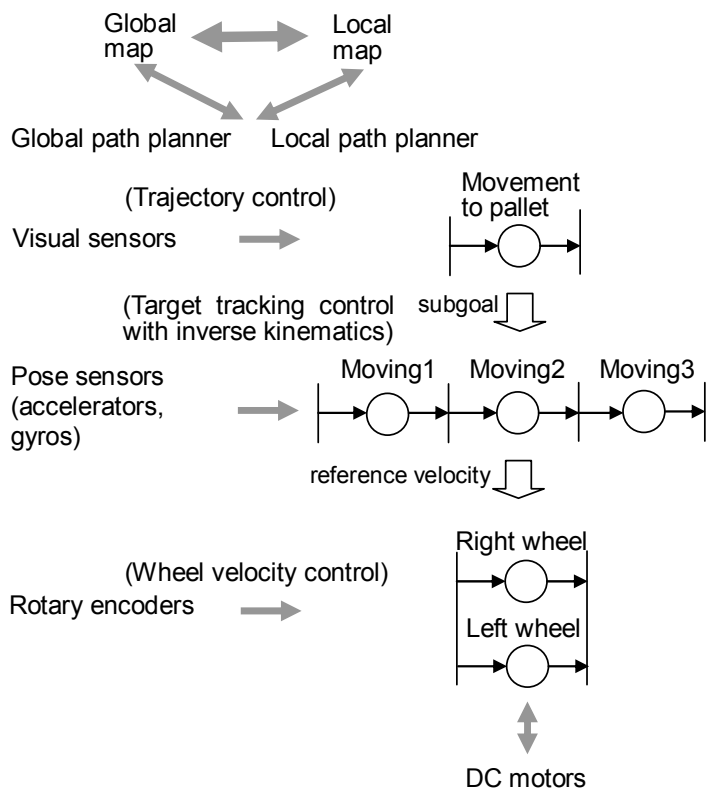 Global map
Local map
Global path planner
Local path planner
(Trajectory control)
Movement to pallet
Visual sensors
(Target tracking control with inverse kinematics)
subgoal
Pose sensors (accelerators, gyros)
Moving1
Moving2
Moving3
reference velocity
Right wheel
(Wheel velocity control)
Rotary encoders
Left wheel
DC motors